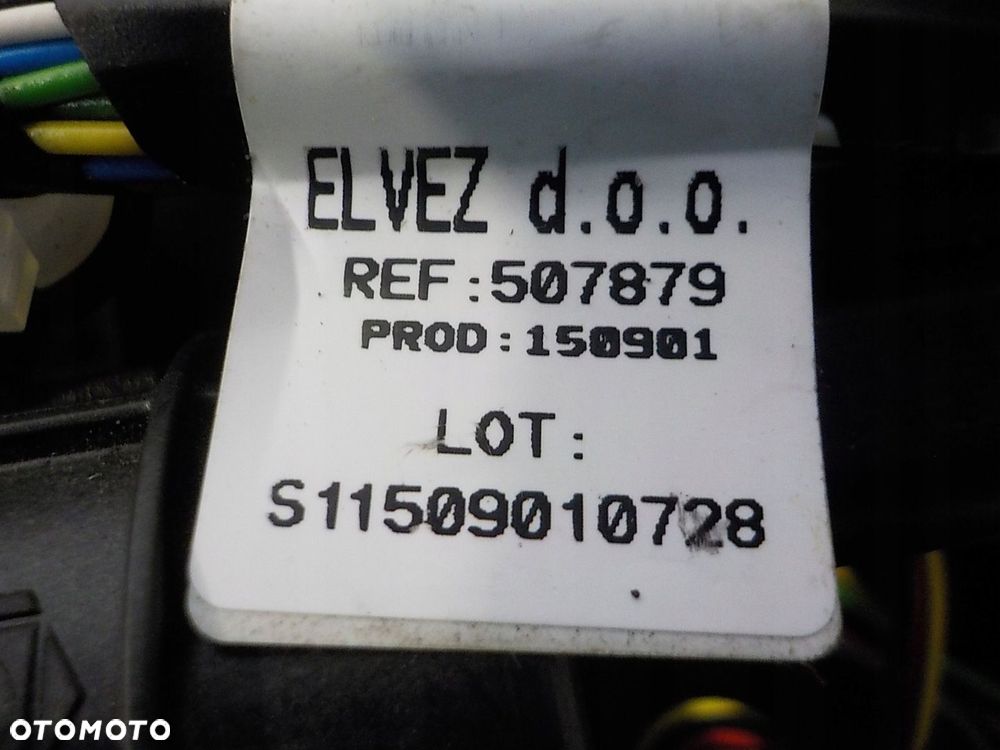 ELVEZ d.o.o.
REF:507879
PROD:150901
LOT:
S11509010728
OTOMOTO